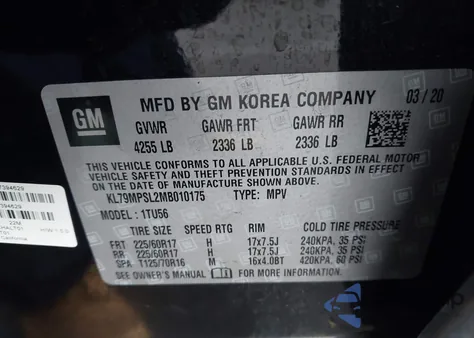 GM
MFD BY GM KOREA COMPANY 03/20
GVWR GAWR FRT GAWR RR
4255 LB 2336 LB 2336 LB
THIS VEHICLE CONFORMS TO ALL APPLICABLE U.S. FEDERAL MOTOR
VEHICLE SAFETY AND THEFT PREVENTION STANDARDS IN
EFFECT ON THE DATE OF MANUFACTURE SHOWN ABOVE.
KL79MPSL2MB010175 TYPE: MPV
MODEL: 1TU56
TIRE SIZE SPEED RTG RIM COLD TIRE PRESSURE
FRT 225/60R17 H 17x7.5J 240KPA, 35 PSI
RR 225/60R17 H 17x7.5J 240KPA, 35 PSI
SPA T125/70R16 M 16x4.0BT 420KPA, 60 PSI
SEE OWNER'S MANUAL FOR ADDITIONAL INFORMATION
7394629
22M